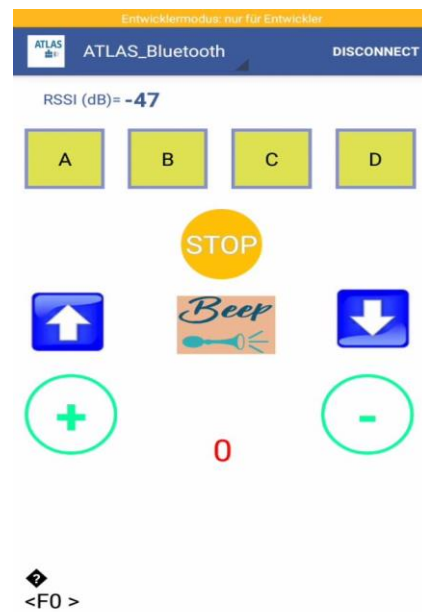 Entwicklermodus: nur für Entwickler
ATLAS ATLAS_Bluetooth DISCONNECT
RSSI (dB)= -47
A B C D
STOP
Beep
+ -
0
�
<F0 >